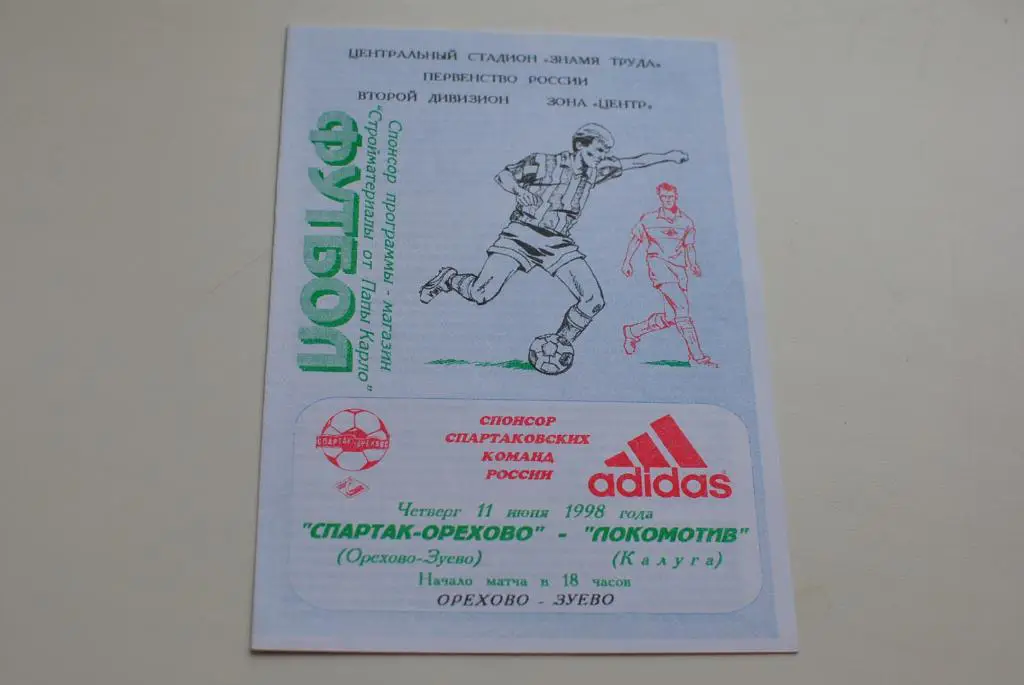 ЦЕНТРАЛЬНЫЙ СТАДИОН «ЗНАМЯ ТРУДА»
ПЕРВЕНСТВО РОССИИ
ВТОРОЙ ДИВИЗИОН ЗОНА «ЦЕНТР»
Спонсор программы - магазин
"Стройматериалы от Папы Карло"
ФУТБОЛ
СПАРТАК-ОРЕХОВО
СПОНСОР
СПАРТАКОВСКИХ
КОМАНД
РОССИИ
adidas
Четверг 11 июня 1998 года
"СПАРТАК-ОРЕХОВО" - "ЛОКОМОТИВ"
(Орехово-Зуево) (Калуга)
Начало матча в 18 часов
ОРЕХОВО - ЗУЕВО